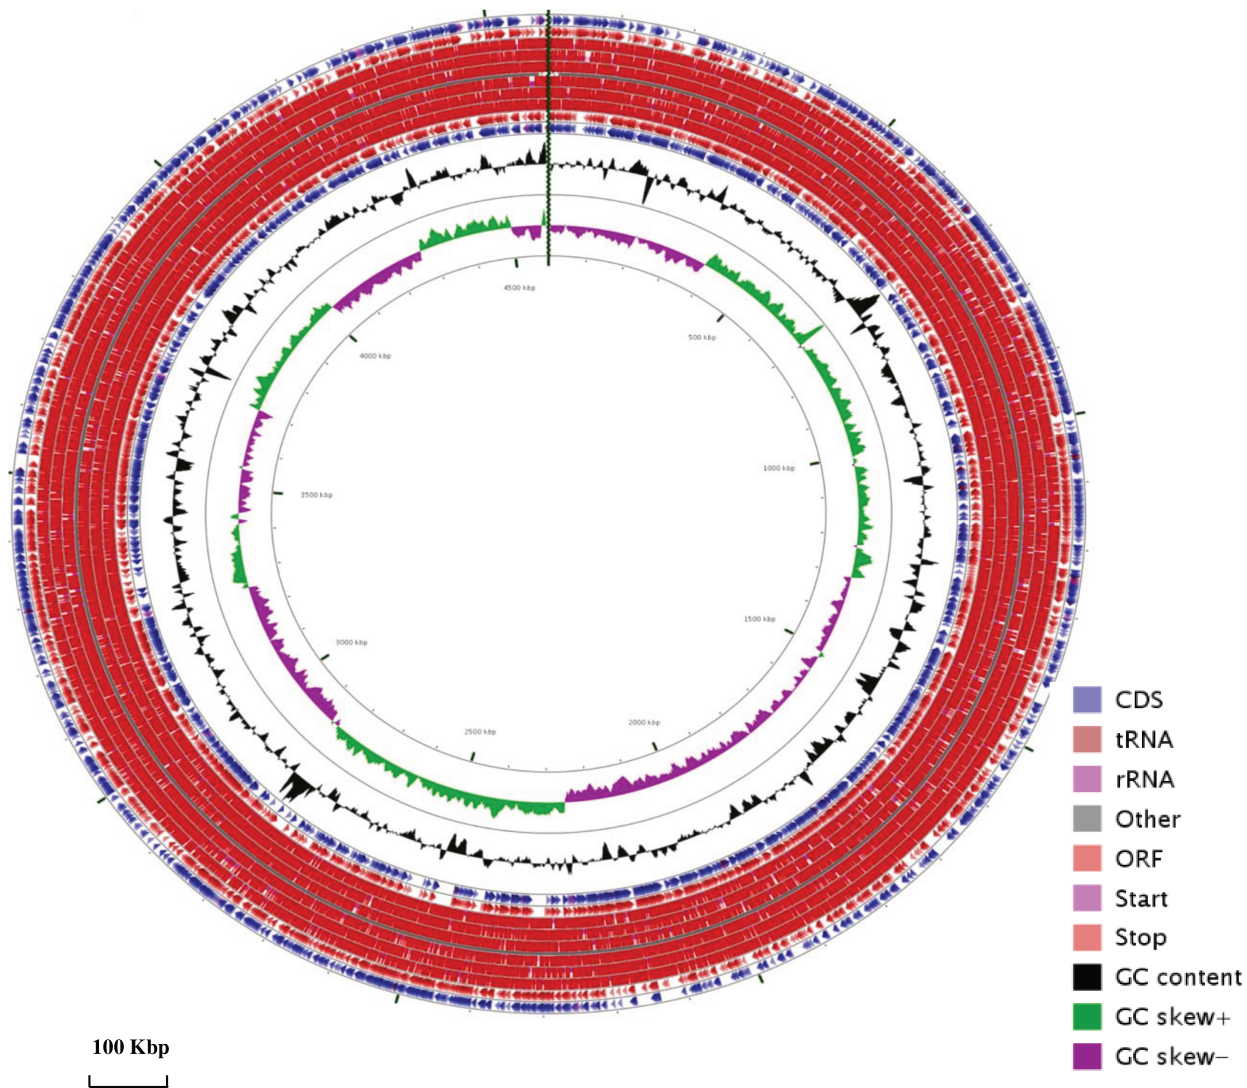 4500 kbp
500 kbp
4000 kbp
1000 kbp
3500 kbp
1500 kbp
3000 kbp
2000 kbp
2500 kbp
CDS
tRNA
rRNA
Other
ORF
Start
Stop
GC content
GC skew+
GC skew−
100 Kbp